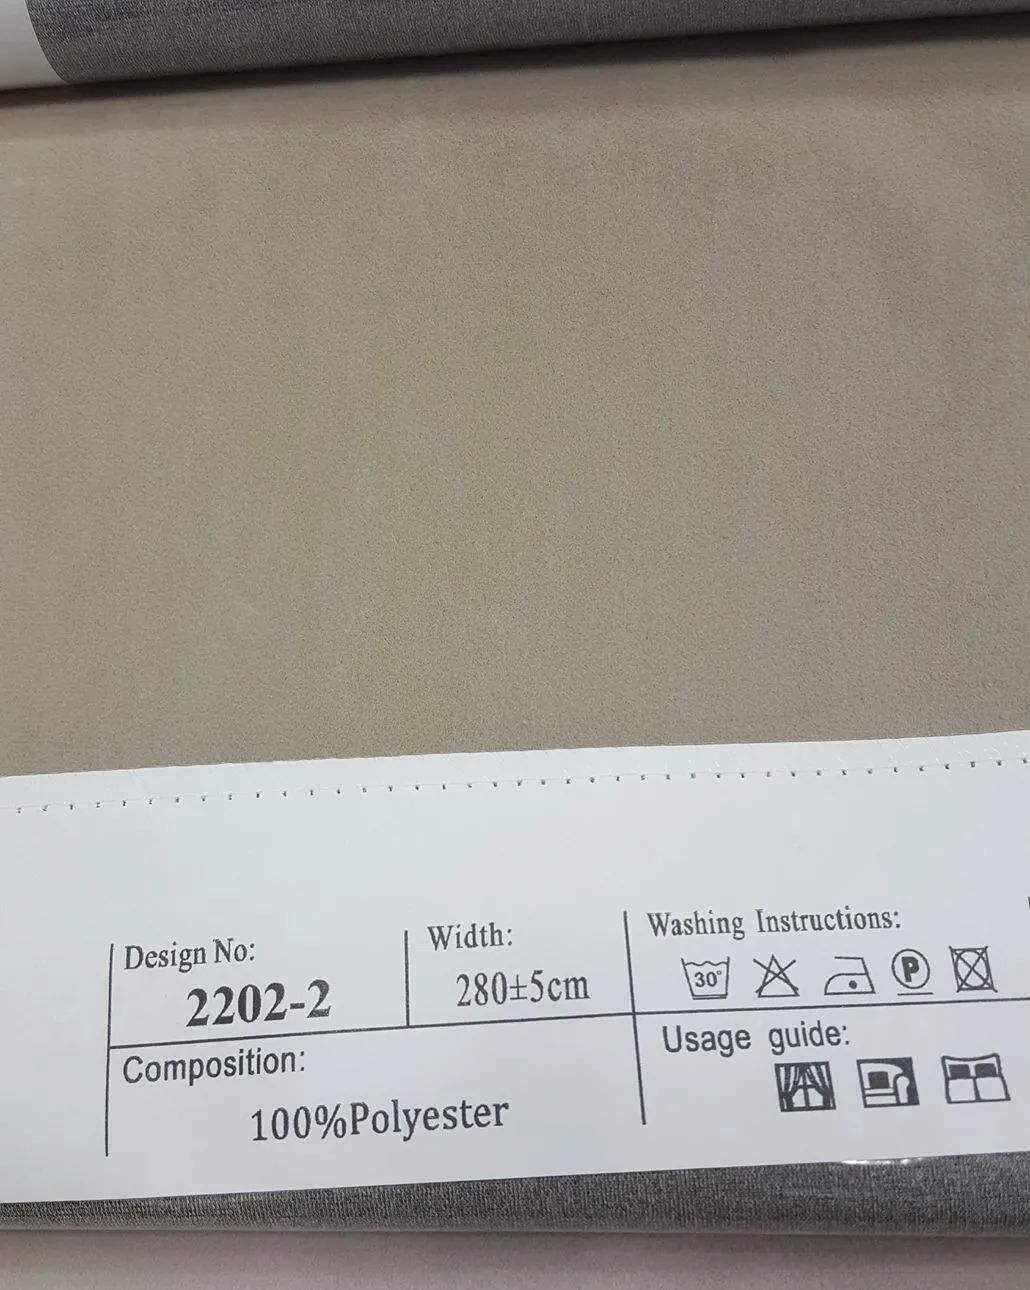 Design No:
2202-2
Width:
280±5cm
Washing Instructions:
30°
P
Composition:
100%Polyester
Usage guide: